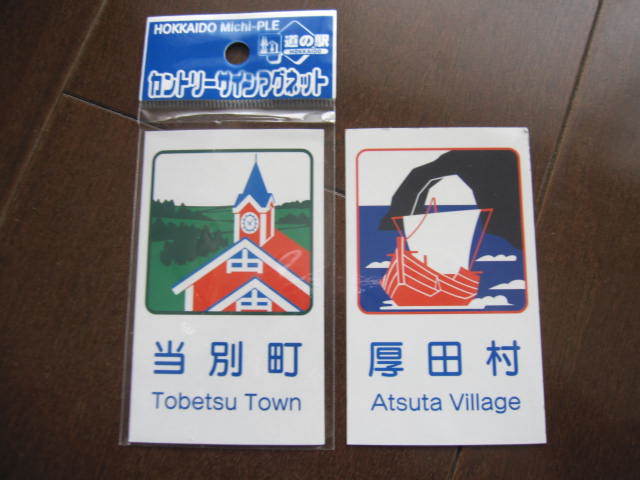 HOKKAIDO Michi-PLE
道の駅
HOKKAIDO
カントリーサインマグネット
当別町
Tobetsu Town
厚田村
Atsuta Village